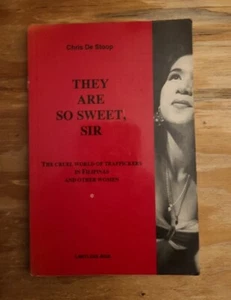 Chris De Stoop
THEY
ARE
SO SWEET,
SIR
THE CRUEL WORLD OF TRAFFICKERS
IN FILIPINAS
AND OTHER WOMEN